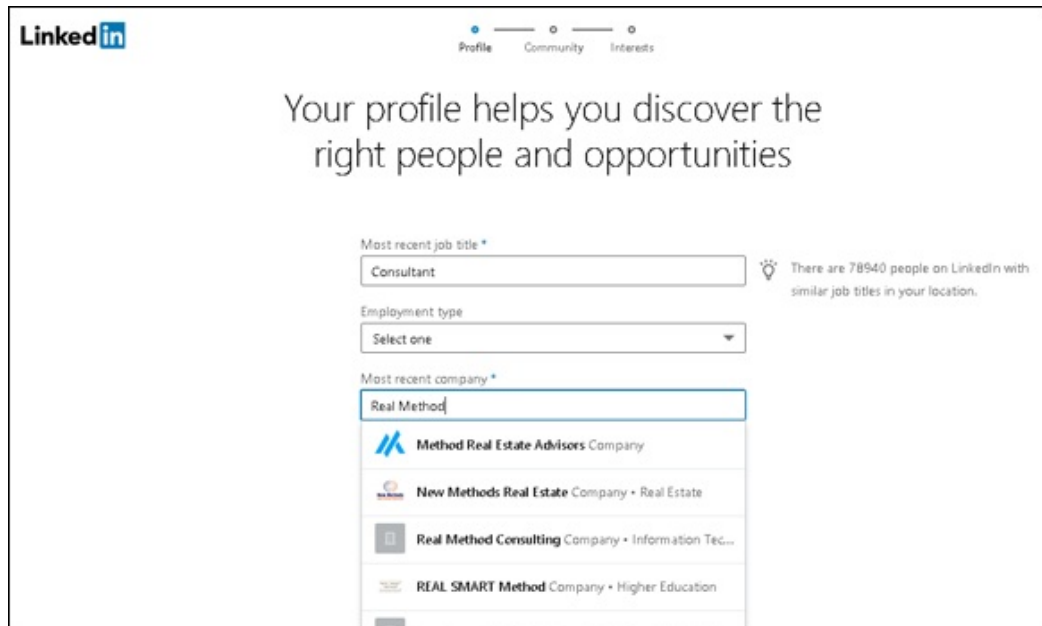 Linked in
Profile Community Interests
Your profile helps you discover the
right people and opportunities
Most recent job title *
Consultant
There are 78940 people on LinkedIn with
similar job titles in your location.
Employment type
Select one
Most recent company *
Real Method
Method Real Estate Advisors Company
New Methods Real Estate Company • Real Estate
Real Method Consulting Company • Information Tec...
REAL SMART Method Company • Higher Education